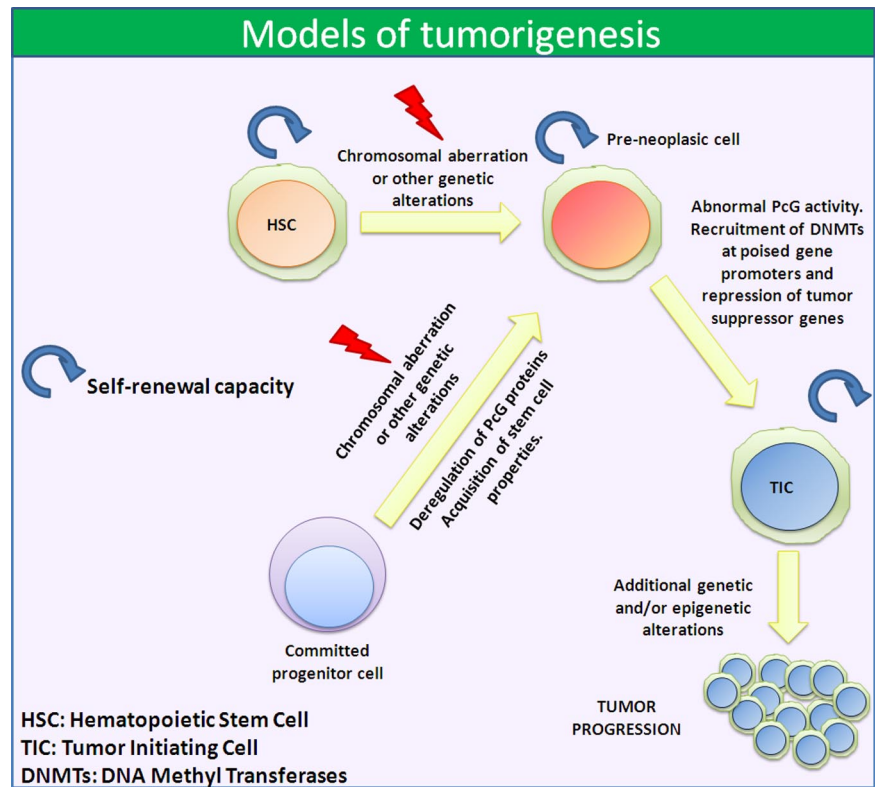 Models of tumorigenesis
Chromosomal aberration
or other genetic
alterations
Pre-neoplasic cell
HSC
Abnormal PcG activity.
Recruitment of DNMTs
at poised gene
promoters and
repression of tumor
suppressor genes
Chromosomal aberration
or other genetic
alterations
Deregulation of PcG proteins
Acquisition of stem cell
properties.
Self-renewal capacity
TIC
Committed
progenitor cell
Additional genetic
and/or epigenetic
alterations
TUMOR
PROGRESSION
HSC: Hematopoietic Stem Cell
TIC: Tumor Initiating Cell
DNMTs: DNA Methyl Transferases